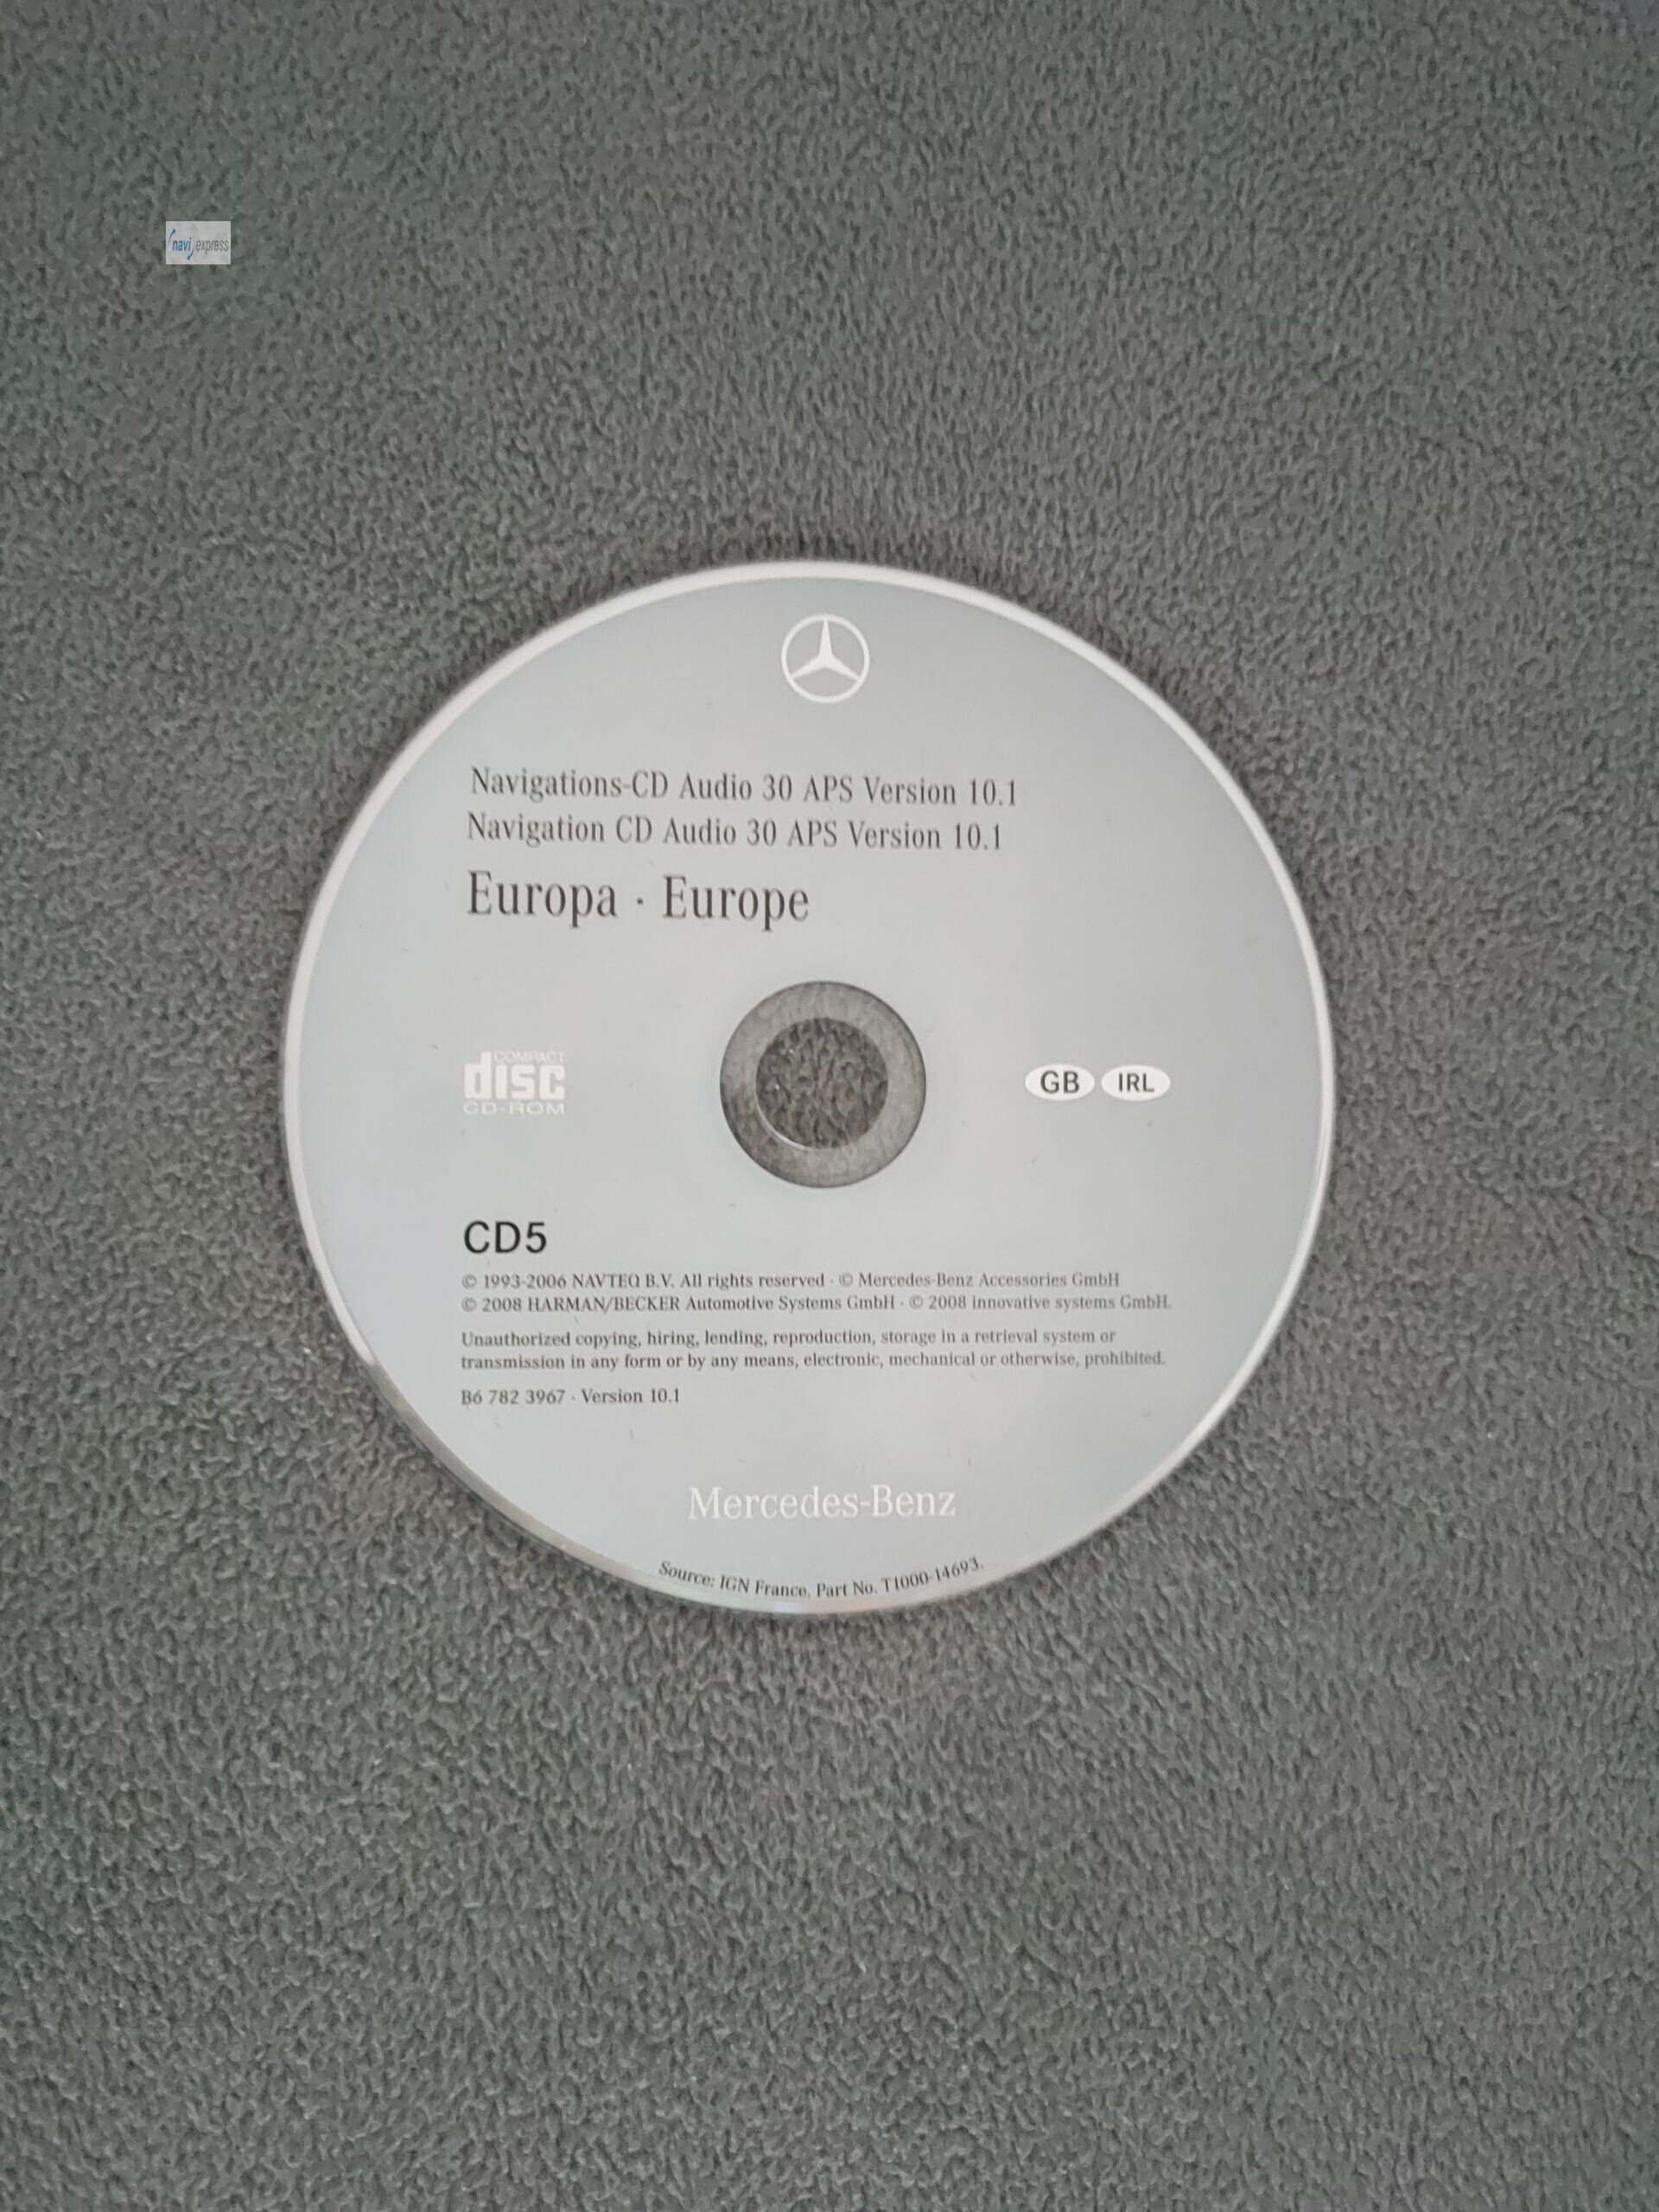 navi express
Navigations-CD Audio 30 APS Version 10.1
Navigation CD Audio 30 APS Version 10.1
Europa · Europe
COMPACT
disc
CD-ROM
GB IRL
CD5
© 1993-2006 NAVTEQ B.V. All rights reserved · © Mercedes-Benz Accessories GmbH
© 2008 HARMAN/BECKER Automotive Systems GmbH · © 2008 innovative systems GmbH.
Unauthorized copying, hiring, lending, reproduction, storage in a retrieval system or
transmission in any form or by any means, electronic, mechanical or otherwise, prohibited.
B6 782 3967 · Version 10.1
Mercedes-Benz
Source: IGN France. Part No. T1000-14693.